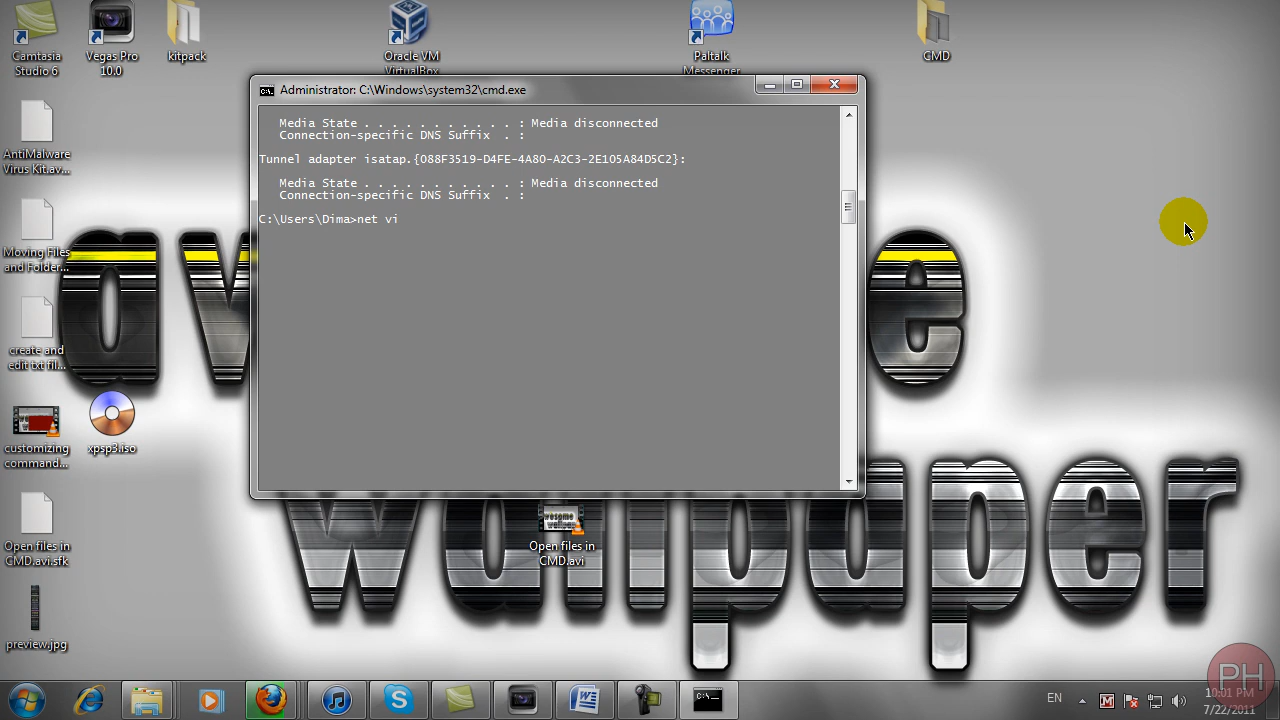 Camtasia
Studio 6
Vegas Pro
10.0
kitpack
Oracle VM
VirtualBox
Paltalk
Messenger
CMD
Administrator: C:\Windows\system32\cmd.exe
Media State . . . . . . . . . . . : Media disconnected
Connection-specific DNS Suffix  . :
Tunnel adapter isatap.{088F3519-D4FE-4A80-A2C3-2E105A84D5C2}:
Media State . . . . . . . . . . . : Media disconnected
Connection-specific DNS Suffix  . :
C:\Users\Dima>net vi
AntiMalware
Virus Kit.av...
Moving Files
and Folder...
create and
edit txt fil...
customizing
command...
xpsp3.iso
Open files in
CMD.avi.sfk
Open files in
CMD.avi
preview.jpg
wallpaper
EN
PH
10:01 PM
7/22/2011